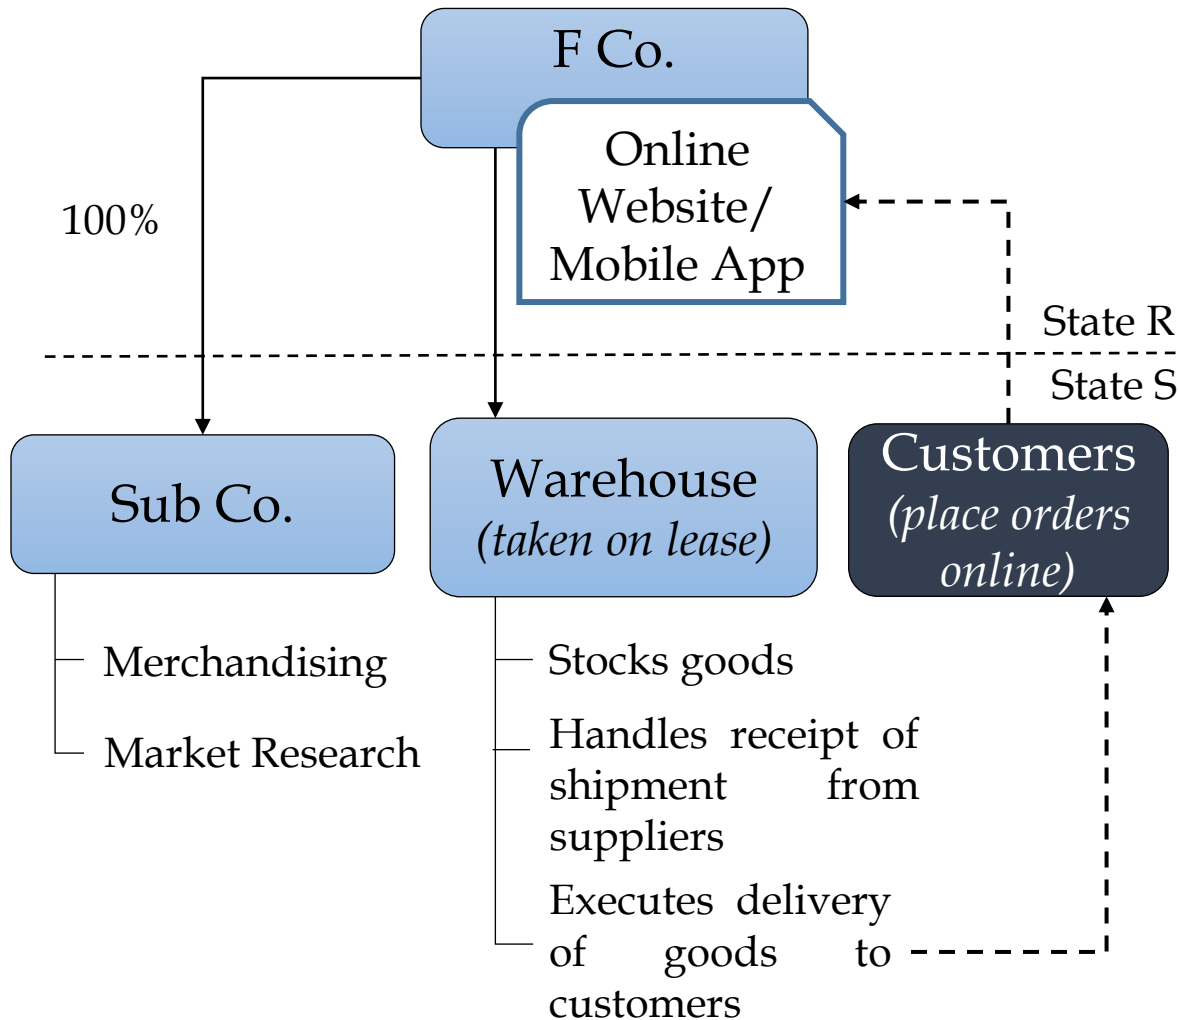 F Co.
Online
Website/
Mobile App
100%
State R
State S
Sub Co.
Warehouse
(taken on lease)
Customers
(place orders
online)
Merchandising
Market Research
Stocks goods
Handles receipt of
shipment from
suppliers
Executes delivery
of goods to
customers